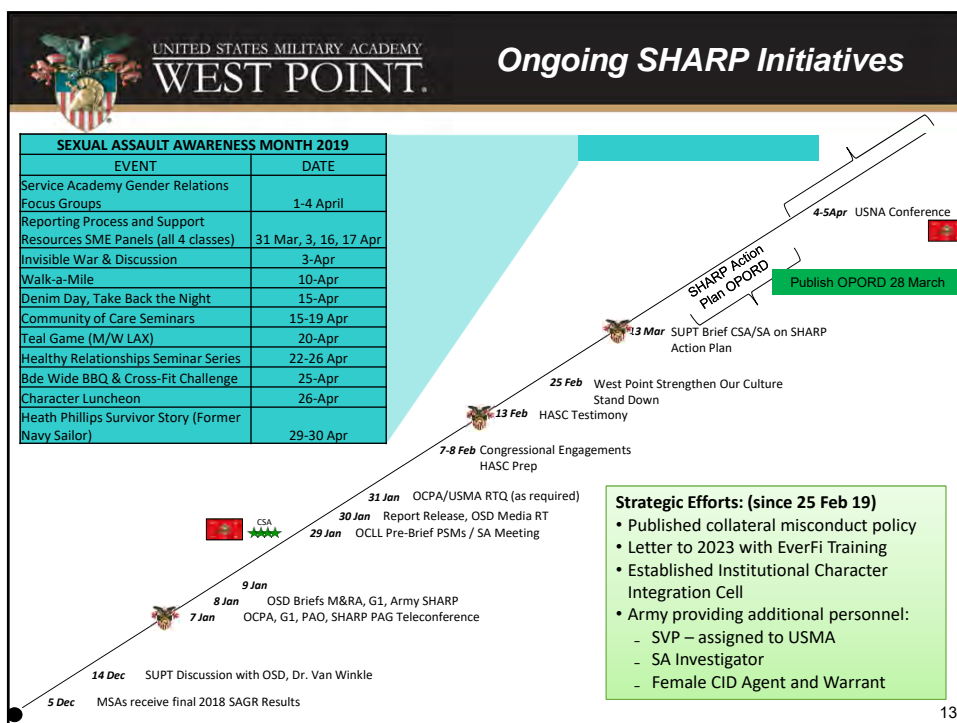 UNITED STATES MILITARY ACADEMY
WEST POINT.
Ongoing SHARP Initiatives
SEXUAL ASSAULT AWARENESS MONTH 2019
EVENT DATE
Service Academy Gender Relations
Focus Groups 1-4 April
Reporting Process and Support
Resources SME Panels (all 4 classes) 31 Mar, 3, 16, 17 Apr
Invisible War & Discussion 3-Apr
Walk-a-Mile 10-Apr
Denim Day, Take Back the Night 15-Apr
Community of Care Seminars 15-19 Apr
Teal Game (M/W LAX) 20-Apr
Healthy Relationships Seminar Series 22-26 Apr
Bde Wide BBQ & Cross-Fit Challenge 25-Apr
Character Luncheon 26-Apr
Heath Phillips Survivor Story (Former
Navy Sailor) 29-30 Apr
4-5Apr USNA Conference
SHARP Action
Plan OPORD
Publish OPORD 28 March
13 Mar SUPT Brief CSA/SA on SHARP
Action Plan
25 Feb West Point Strengthen Our Culture
Stand Down
13 Feb HASC Testimony
7-8 Feb Congressional Engagements
HASC Prep
31 Jan OCPA/USMA RTQ (as required)
30 Jan Report Release, OSD Media RT
CSA
29 Jan OCLL Pre-Brief PSMs / SA Meeting
9 Jan
8 Jan OSD Briefs M&RA, G1, Army SHARP
7 Jan OCPA, G1, PAO, SHARP PAG Teleconference
14 Dec SUPT Discussion with OSD, Dr. Van Winkle
5 Dec MSAs receive final 2018 SAGR Results
Strategic Efforts: (since 25 Feb 19)
• Published collateral misconduct policy
• Letter to 2023 with EverFi Training
• Established Institutional Character
Integration Cell
• Army providing additional personnel:
- SVP – assigned to USMA
- SA Investigator
- Female CID Agent and Warrant
13